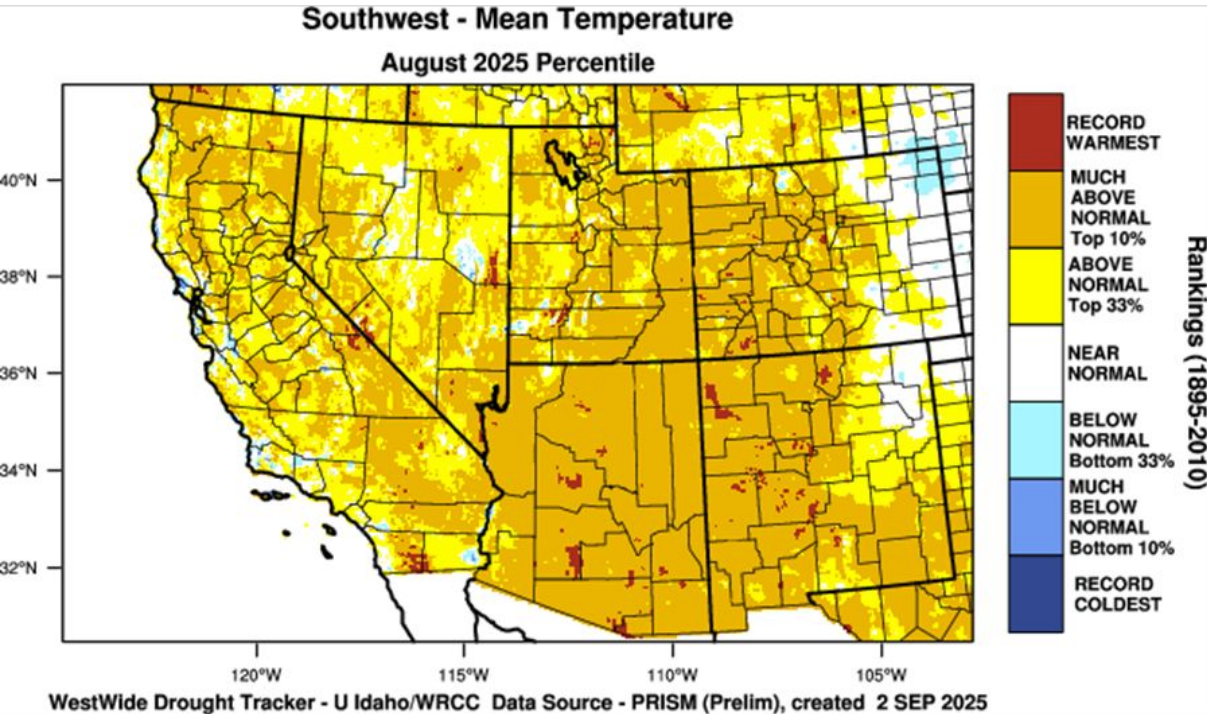 Southwest - Mean Temperature
August 2025 Percentile
RECORD
WARMEST
MUCH
ABOVE
NORMAL
Top 10%
ABOVE
NORMAL
Top 33%
NEAR
NORMAL
BELOW
NORMAL
Bottom 33%
MUCH
BELOW
NORMAL
Bottom 10%
RECORD
COLDEST
Rankings (1895-2010)
40°N
38°N
36°N
34°N
32°N
120°W
115°W
110°W
105°W
WestWide Drought Tracker - U Idaho/WRCC Data Source - PRISM (Prelim), created 2 SEP 2025